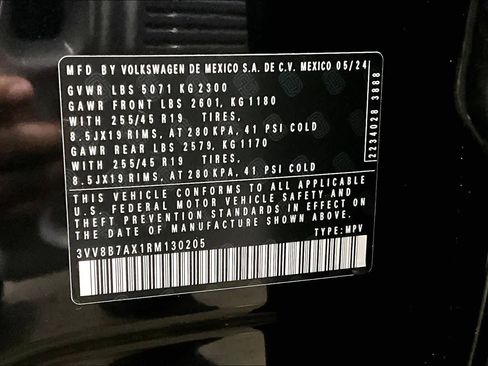 MFD BY VOLKSWAGEN DE MEXICO S.A. DE C.V. MEXICO 05/24
GVWR LBS 5071 KG 2300
GAWR FRONT LBS 2601, KG 1180
WITH 255/45 R19 TIRES,
8.5JX19 RIMS, AT 280 KPA, 41 PSI COLD
GAWR REAR LBS 2579, KG 1170
WITH 255/45 R19 TIRES,
8.5JX19 RIMS, AT 280 KPA, 41 PSI COLD
THIS VEHICLE CONFORMS TO ALL APPLICABLE
U.S. FEDERAL MOTOR VEHICLE SAFETY AND
THEFT PREVENTION STANDARDS IN EFFECT ON
THE DATE OF MANUFACTURE SHOWN ABOVE.
3VV8B7AX1RM130205 TYPE: MPV
2234028 3888